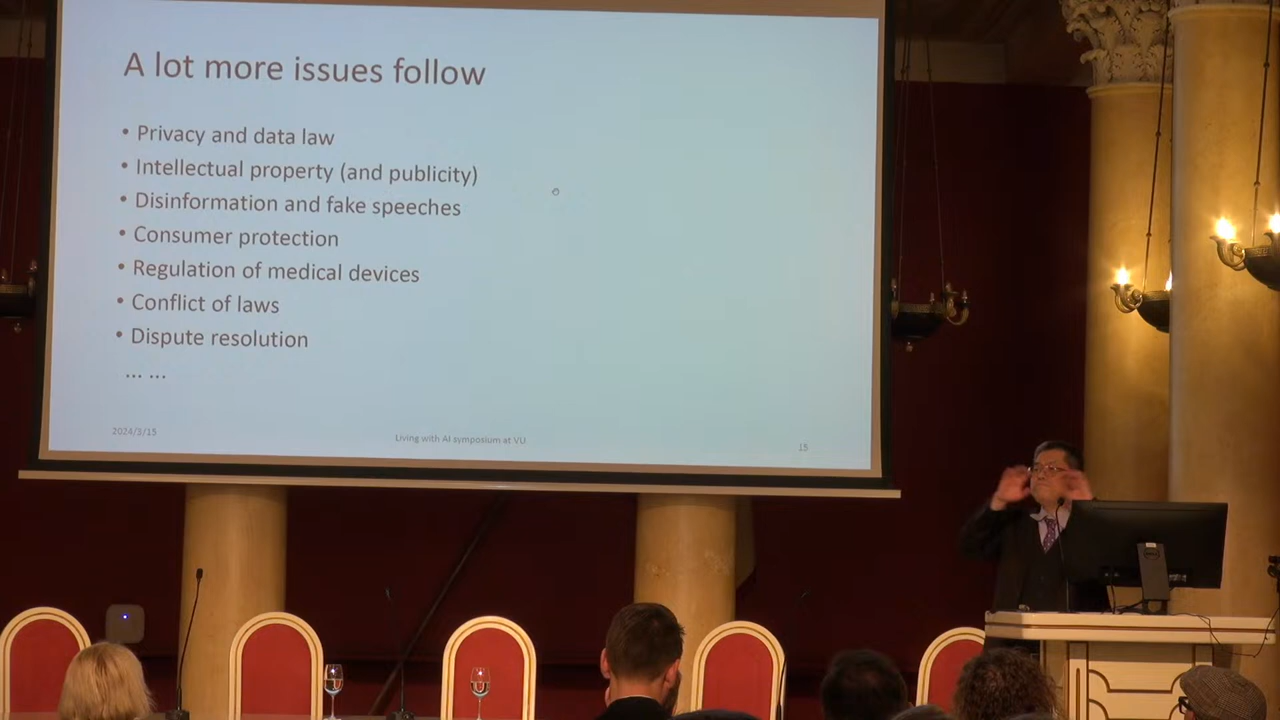 A lot more issues follow
• Privacy and data law
• Intellectual property (and publicity)
• Disinformation and fake speeches
• Consumer protection
• Regulation of medical devices
• Conflict of laws
• Dispute resolution
... ...
2024/3/15
Living with AI symposium at VU
15